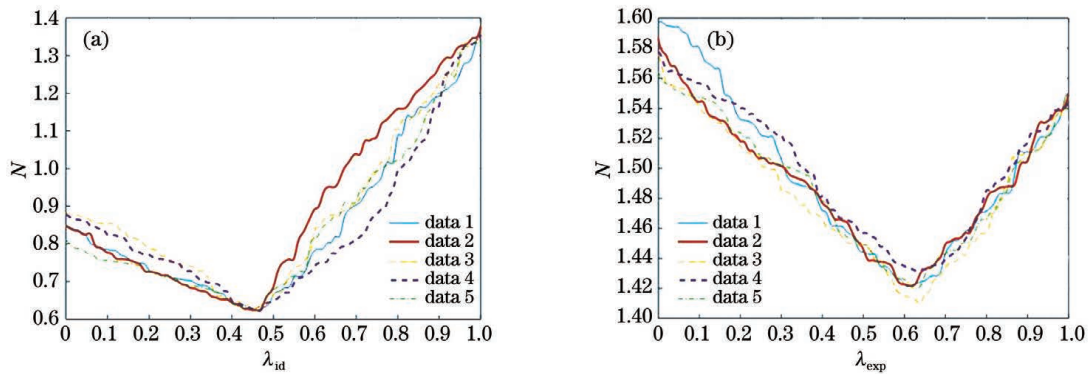 (a)
N
1.4
1.3
1.2
1.1
1.0
0.9
0.8
0.7
0.6
data 1
data 2
data 3
data 4
data 5
0 0.1 0.2 0.3 0.4 0.5 0.6 0.7 0.8 0.9 1.0
λid
(b)
N
1.60
1.58
1.56
1.54
1.52
1.50
1.48
1.46
1.44
1.42
1.40
data 1
data 2
data 3
data 4
data 5
0 0.1 0.2 0.3 0.4 0.5 0.6 0.7 0.8 0.9 1.0
λexp